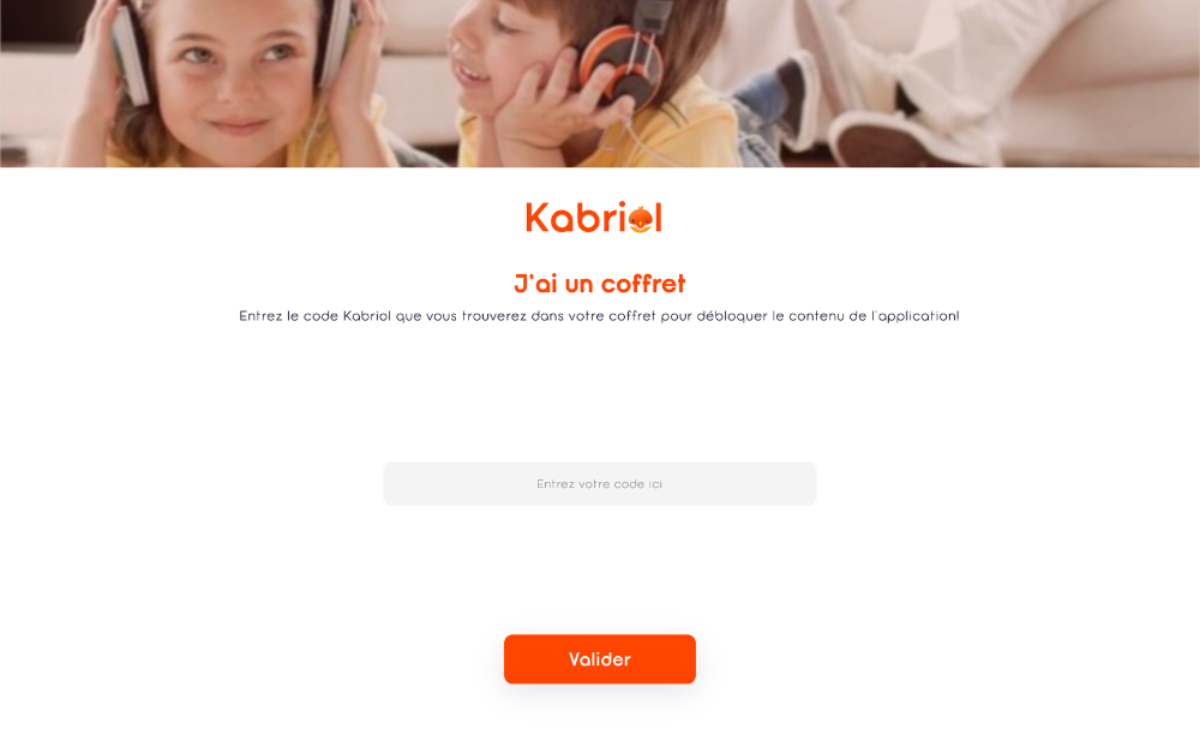 Kabriol
J'ai un coffret
Entrez le code Kabriol que vous trouverez dans votre coffret pour débloquer le contenu de l'application!
Entrez votre code ici
Valider